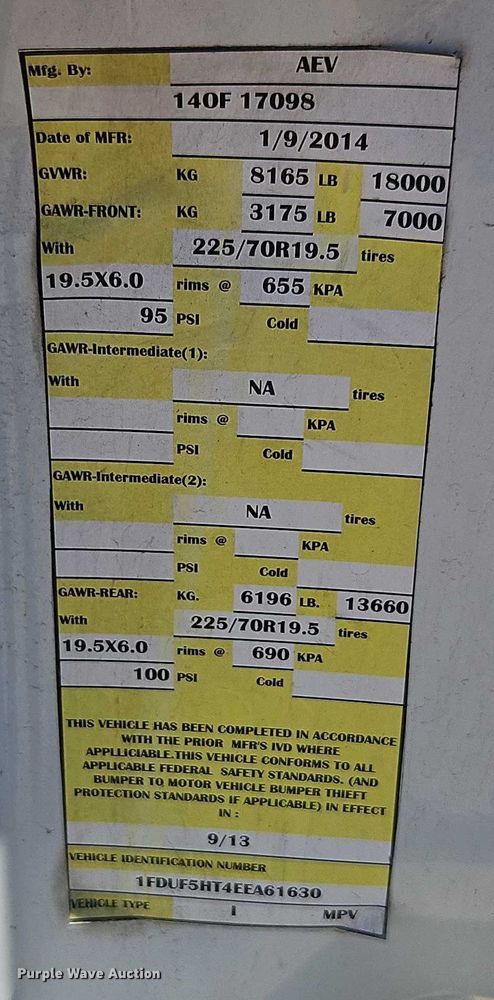 Mfg. By: AEV
140F 17098
Date of MFR: 1/9/2014
GVWR: KG 8165 LB 18000
GAWR-FRONT: KG 3175 LB 7000
With 225/70R19.5 tires
19.5X6.0 rims @ 655 KPA
95 PSI Cold
GAWR-Intermediate(1):
With NA tires
rims @ KPA
PSI Cold
GAWR-Intermediate(2):
With NA tires
rims @ KPA
PSI Cold
GAWR-REAR: KG. 6196 LB. 13660
With 225/70R19.5 tires
19.5X6.0 rims @ 690 KPA
100 PSI Cold
THIS VEHICLE HAS BEEN COMPLETED IN ACCORDANCE
WITH THE PRIOR MFR'S IVD WHERE
APPLLICIABLE.THIS VEHICLE CONFORMS TO ALL
APPLICABLE FEDERAL SAFETY STANDARDS. (AND
BUMPER TO MOTOR VEHICLE BUMPER THIEFT
PROTECTION STANDARDS IF APPLICABLE) IN EFFECT
IN :
9/13
VEHICLE IDENTIFICATION NUMBER
1FDUF5HT4EEA61630
VEHICLE TYPE I MPV
Purple Wave Auction